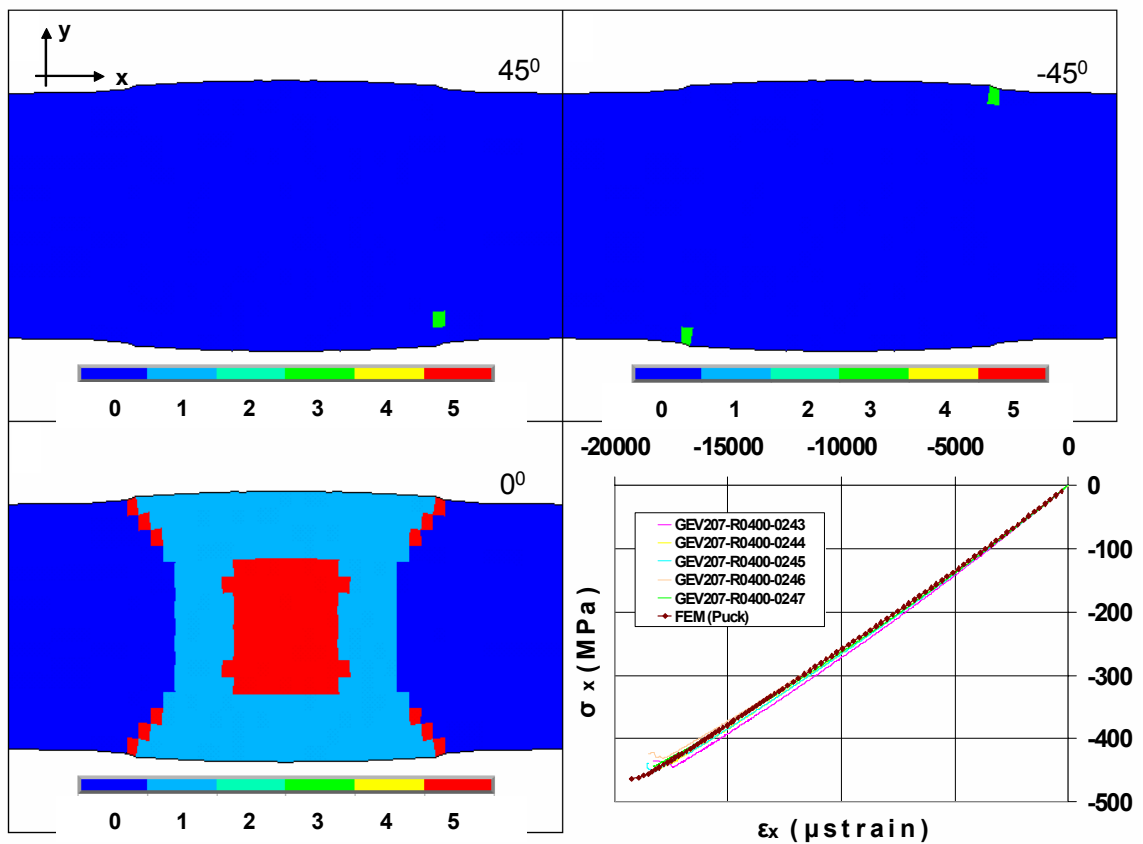 y
x
45⁰
-45⁰
0 1 2 3 4 5
0 1 2 3 4 5
0⁰
0 1 2 3 4 5
-20000 -15000 -10000 -5000 0
0
-100
-200
-300
-400
-500
GEV207-R0400-0243
GEV207-R0400-0244
GEV207-R0400-0245
GEV207-R0400-0246
GEV207-R0400-0247
FEM (Puck)
σx (MPa)
εx (μstrain)